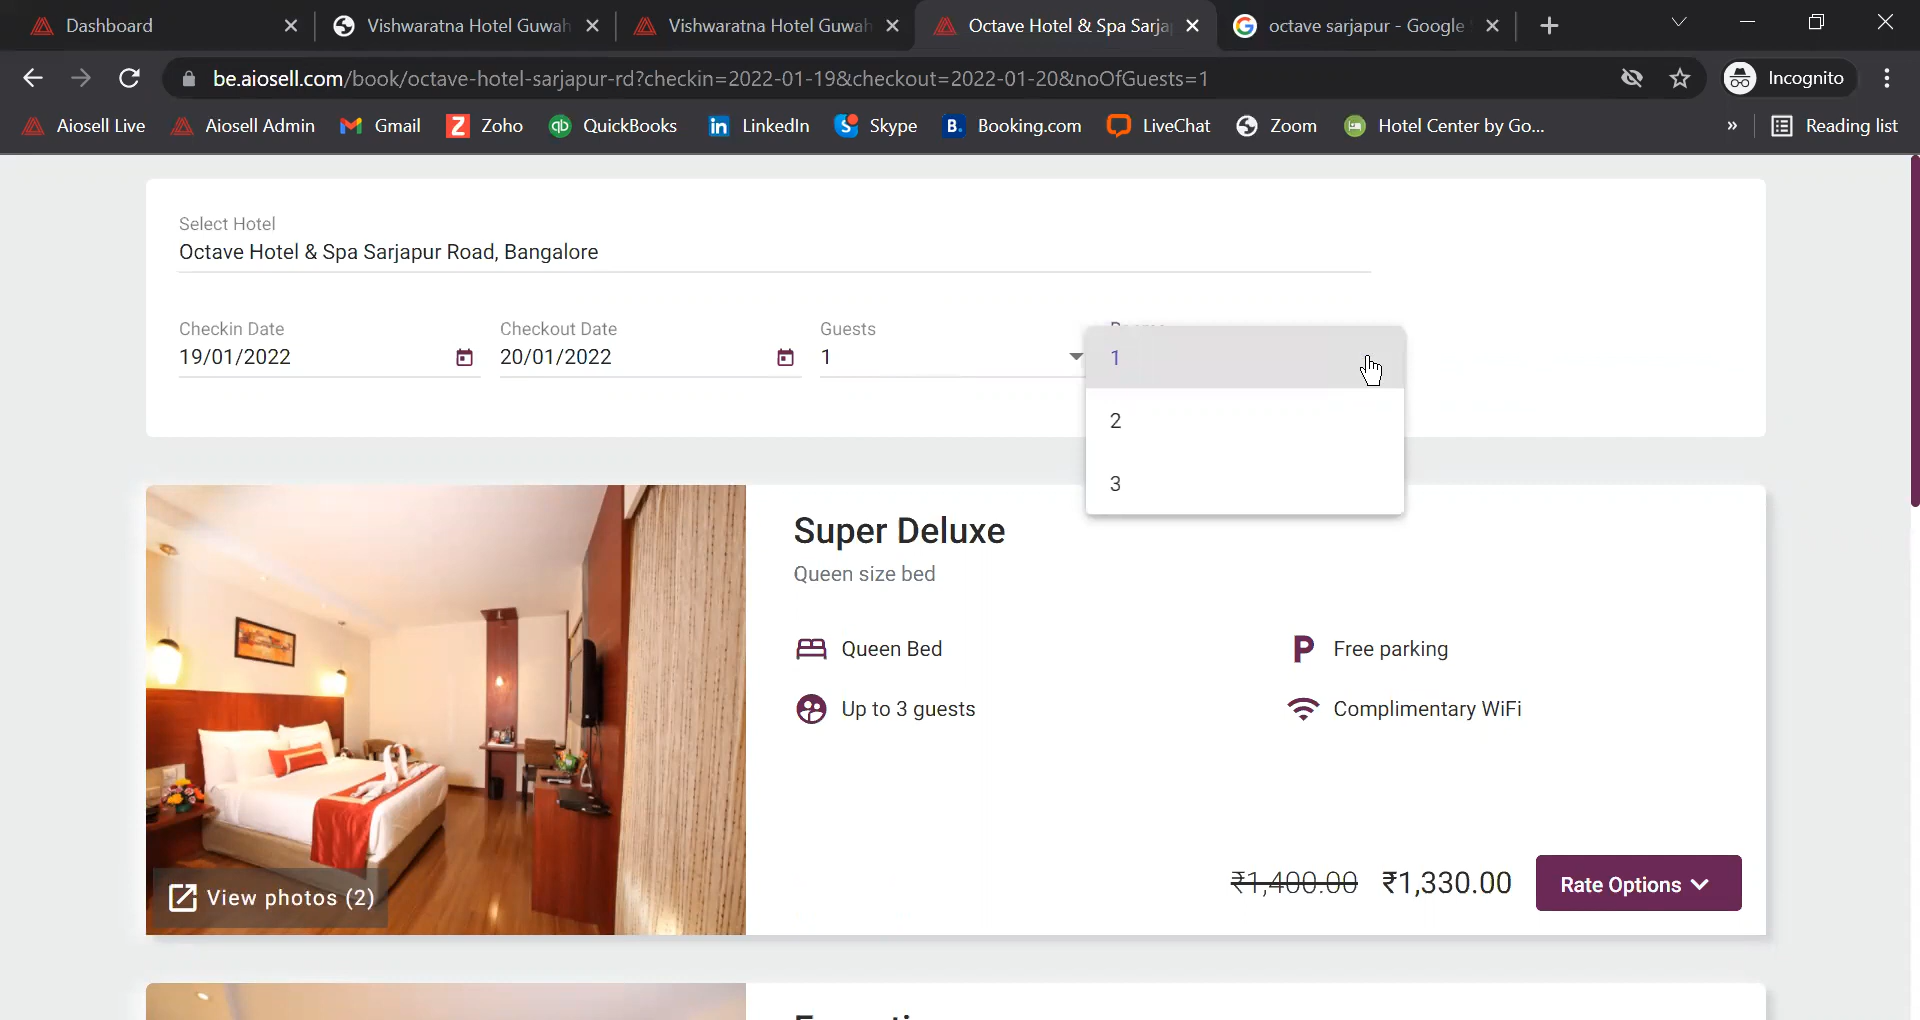 Dashboard
Vishwaratna Hotel Guwah
Vishwaratna Hotel Guwah
Octave Hotel & Spa Sarja
octave sarjapur - Google
be.aiosell.com/book/octave-hotel-sarjapur-rd?checkin=2022-01-19&checkout=2022-01-20&noOfGuests=1
Incognito
Aiosell Live
Aiosell Admin
Gmail
Zoho
QuickBooks
LinkedIn
Skype
Booking.com
LiveChat
Zoom
Hotel Center by Go...
»
Reading list
Select Hotel
Octave Hotel & Spa Sarjapur Road, Bangalore
Checkin Date
19/01/2022
Checkout Date
20/01/2022
Guests
1
1
2
3
Super Deluxe
Queen size bed
Queen Bed
Free parking
Up to 3 guests
Complimentary WiFi
View photos (2)
₹1,400.00 ₹1,330.00
Rate Options